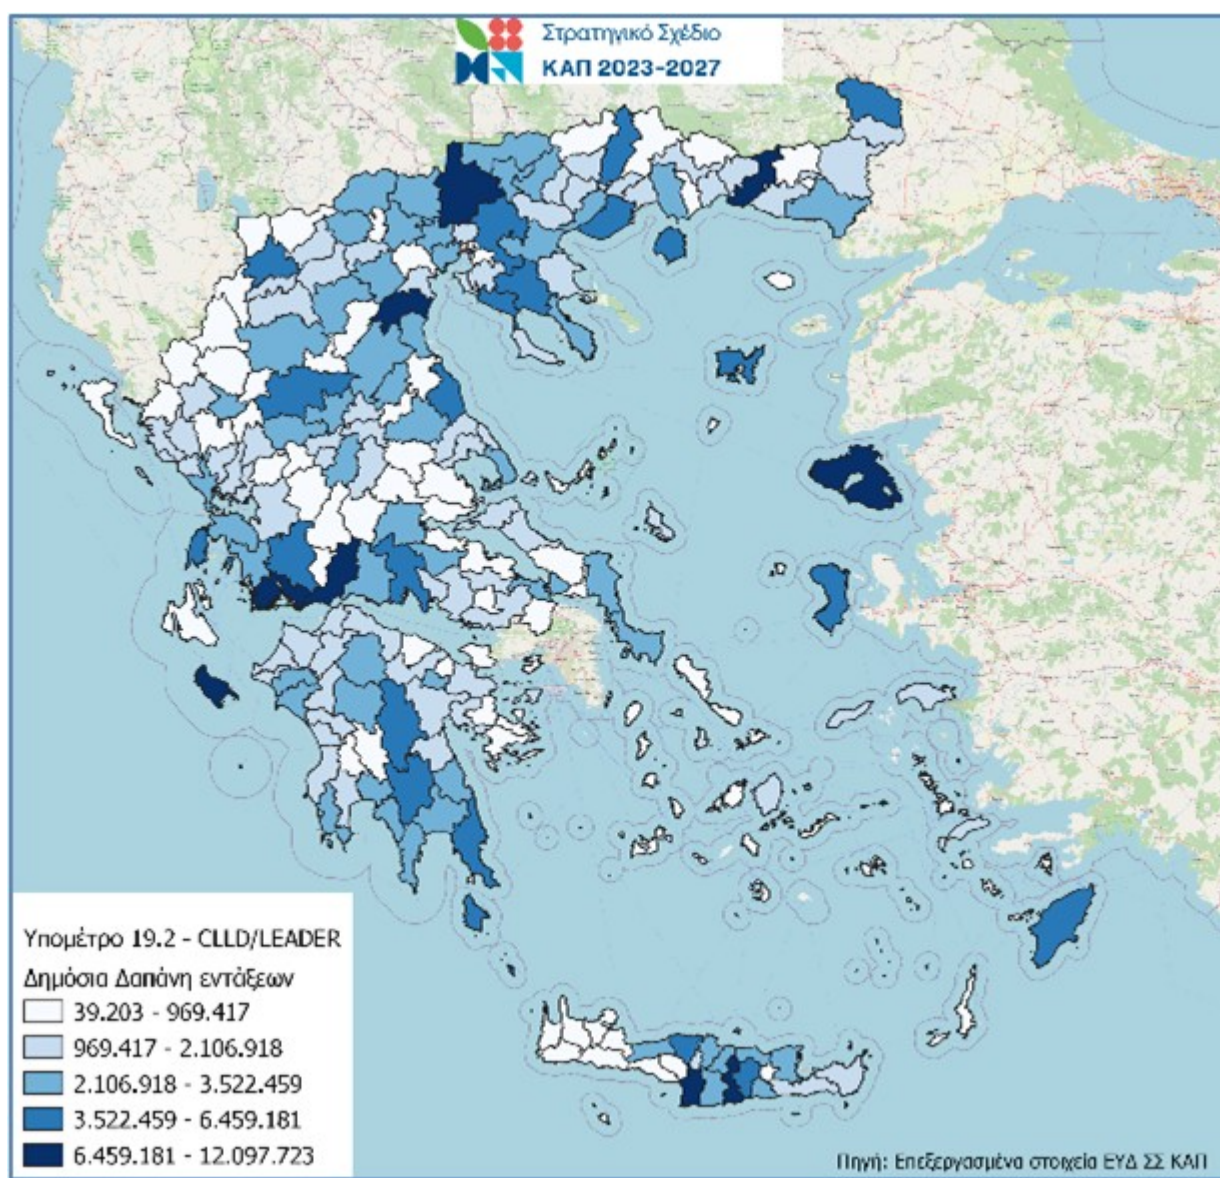 Στρατηγικό Σχέδιο
ΚΑΠ 2023-2027
Υπομέτρο 19.2 - CLLD/LEADER
Δημόσια Δαπάνη εντάξεων
39.203 - 969.417
969.417 - 2.106.918
2.106.918 - 3.522.459
3.522.459 - 6.459.181
6.459.181 - 12.097.723
Πηγή: Επεξεργασμένα στοιχεία ΕΥΔ ΣΣ ΚΑΠ